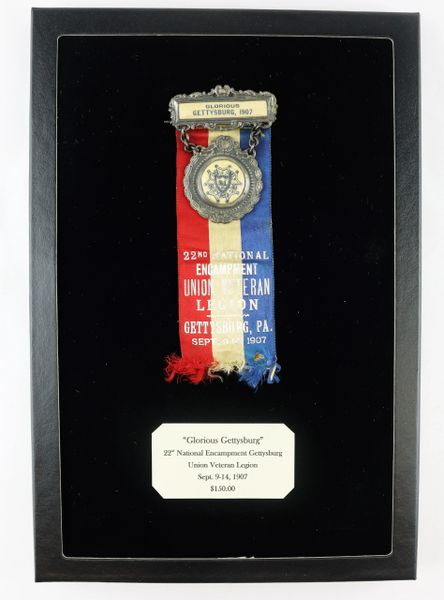 GLORIOUS
GETTYSBURG, 1907
22ND NATIONAL
ENCAMPMENT
UNION VETERAN
LEGION
GETTYSBURG, PA.
SEPT. 9-14, 1907
"Glorious Gettysburg"
22" National Encampment Gettysburg
Union Veteran Legion
Sept. 9-14, 1907
$150.00